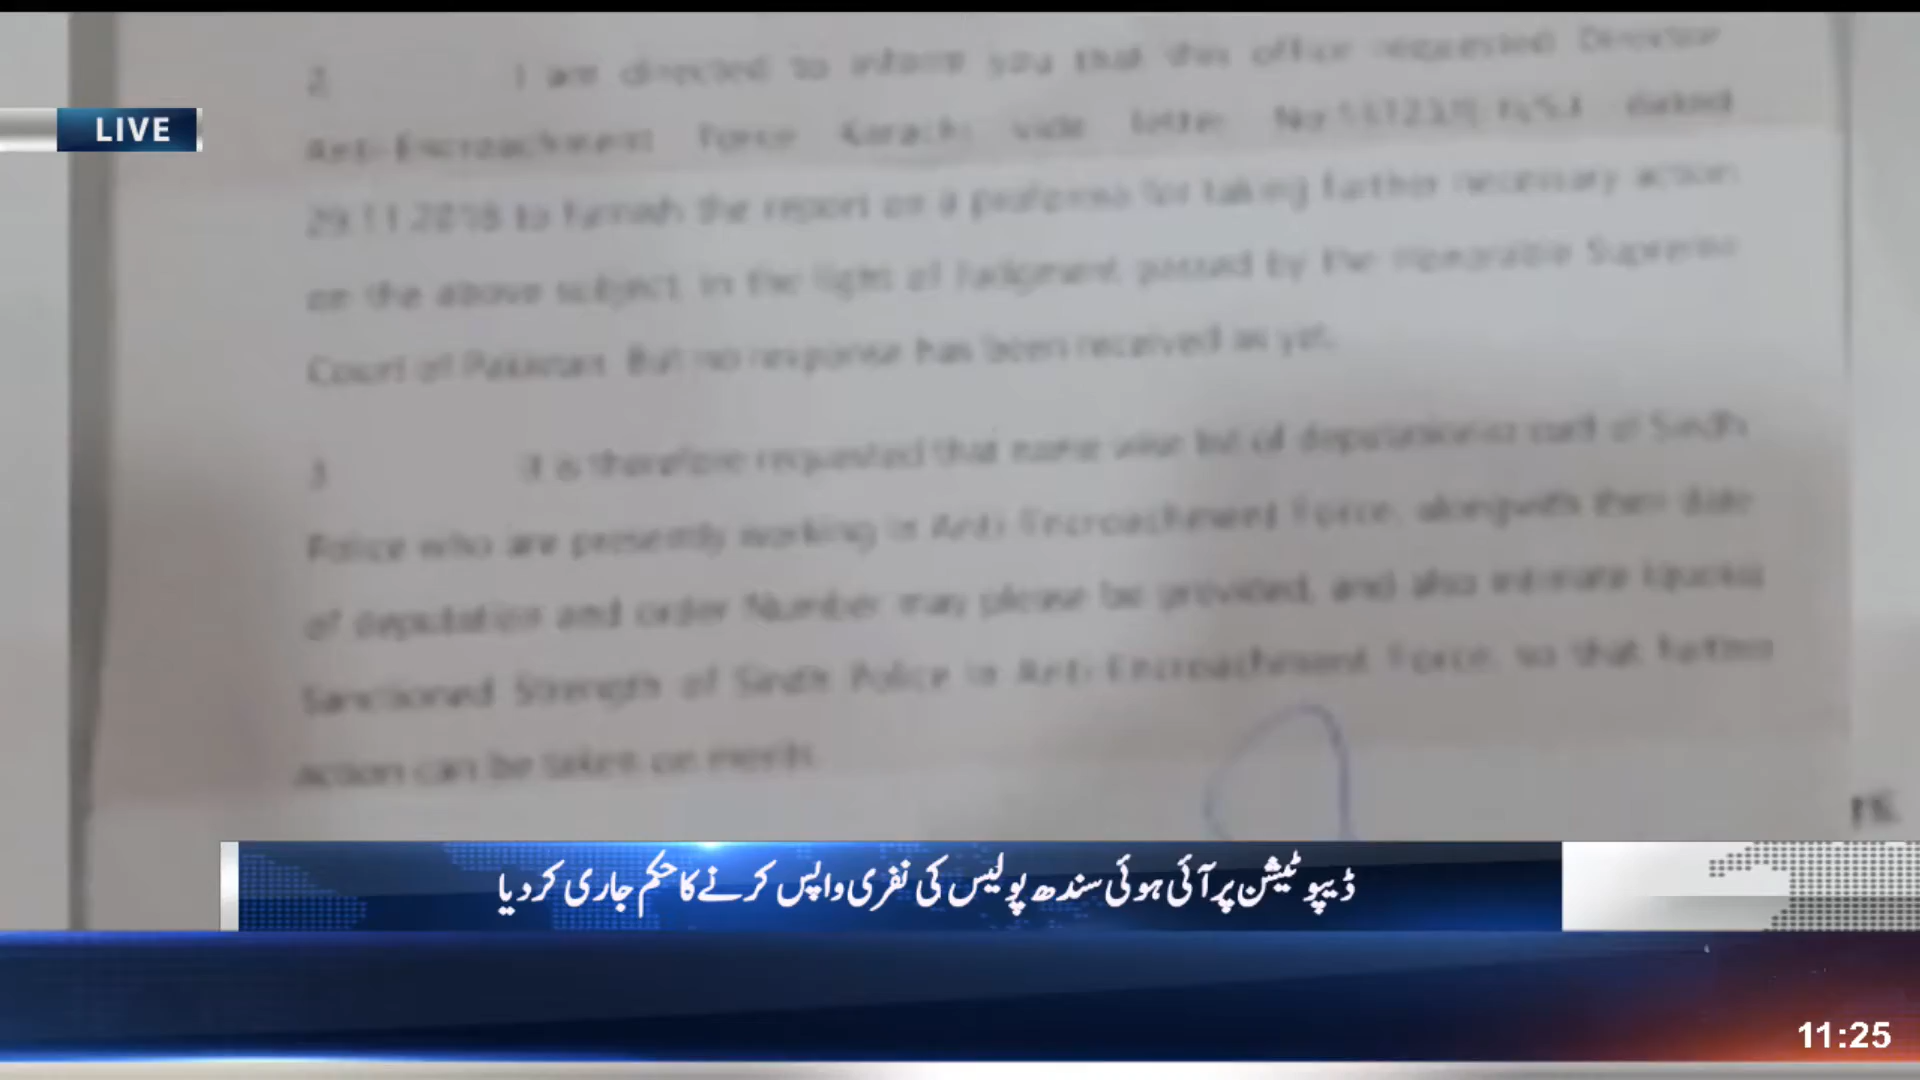 2 I am directed to inform you that this office requested Director
LIVE
Anti-Encroachment Force Karachi vide letter No. dated
29.11.2018 to furnish the report on a proforma for taking further necessary action
on the above subject, in the light of Judgment passed by the Honorable Supreme
Court of Pakistan. But no response has been received as yet.
3 It is therefore requested that name wise list of deputationist of Sindh
Police who are presently working in Anti-Encroachment Force, alongwith their date
of deputation and order Number may please be provided, and also intimate (quota)
Sanctioned Strength of Sindh Police in Anti-Encroachment Force, so that further
action can be taken on merits.
ڈیپوٹیشن پر آئی ہوئی سندھ پولیس کی نفری واپس کرنے کا حکم جاری کردیا
11:25